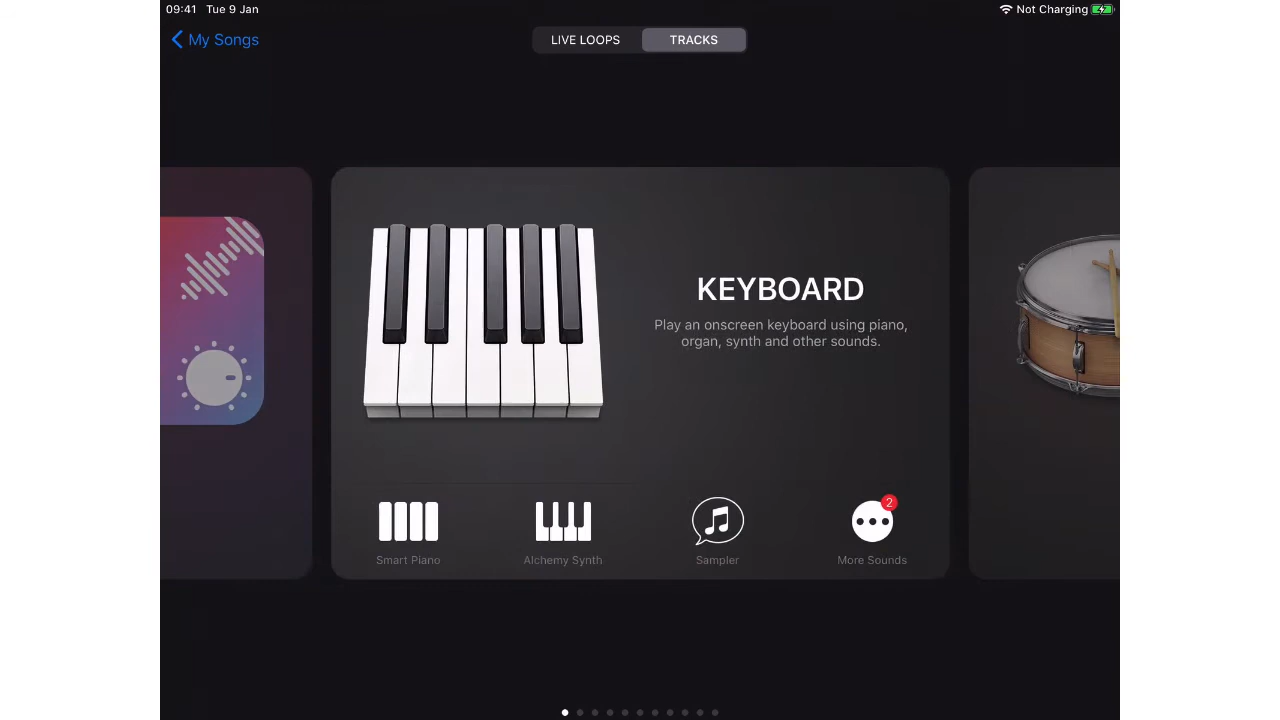 09:41 Tue 9 Jan
Not Charging
My Songs
LIVE LOOPS
TRACKS
KEYBOARD
Play an onscreen keyboard using piano,
organ, synth and other sounds.
2
Smart Piano
Alchemy Synth
Sampler
More Sounds